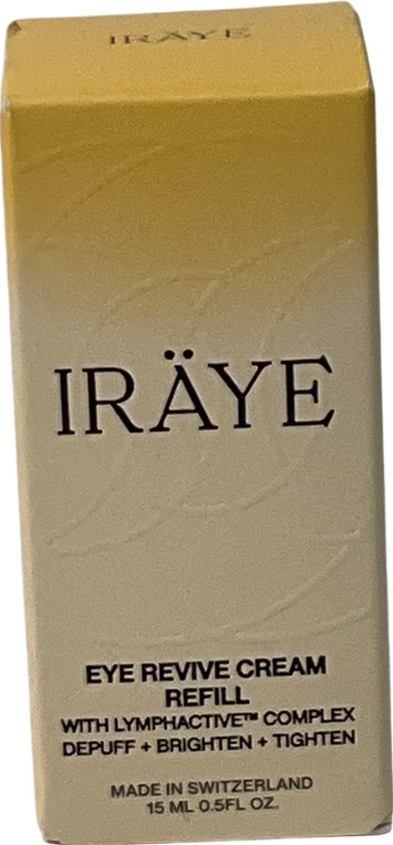 IRÄYE
IRÄYE
EYE REVIVE CREAM
REFILL
WITH LYMPHACTIVE™ COMPLEX
DEPUFF + BRIGHTEN + TIGHTEN
MADE IN SWITZERLAND
15 ML 0.5FL OZ.